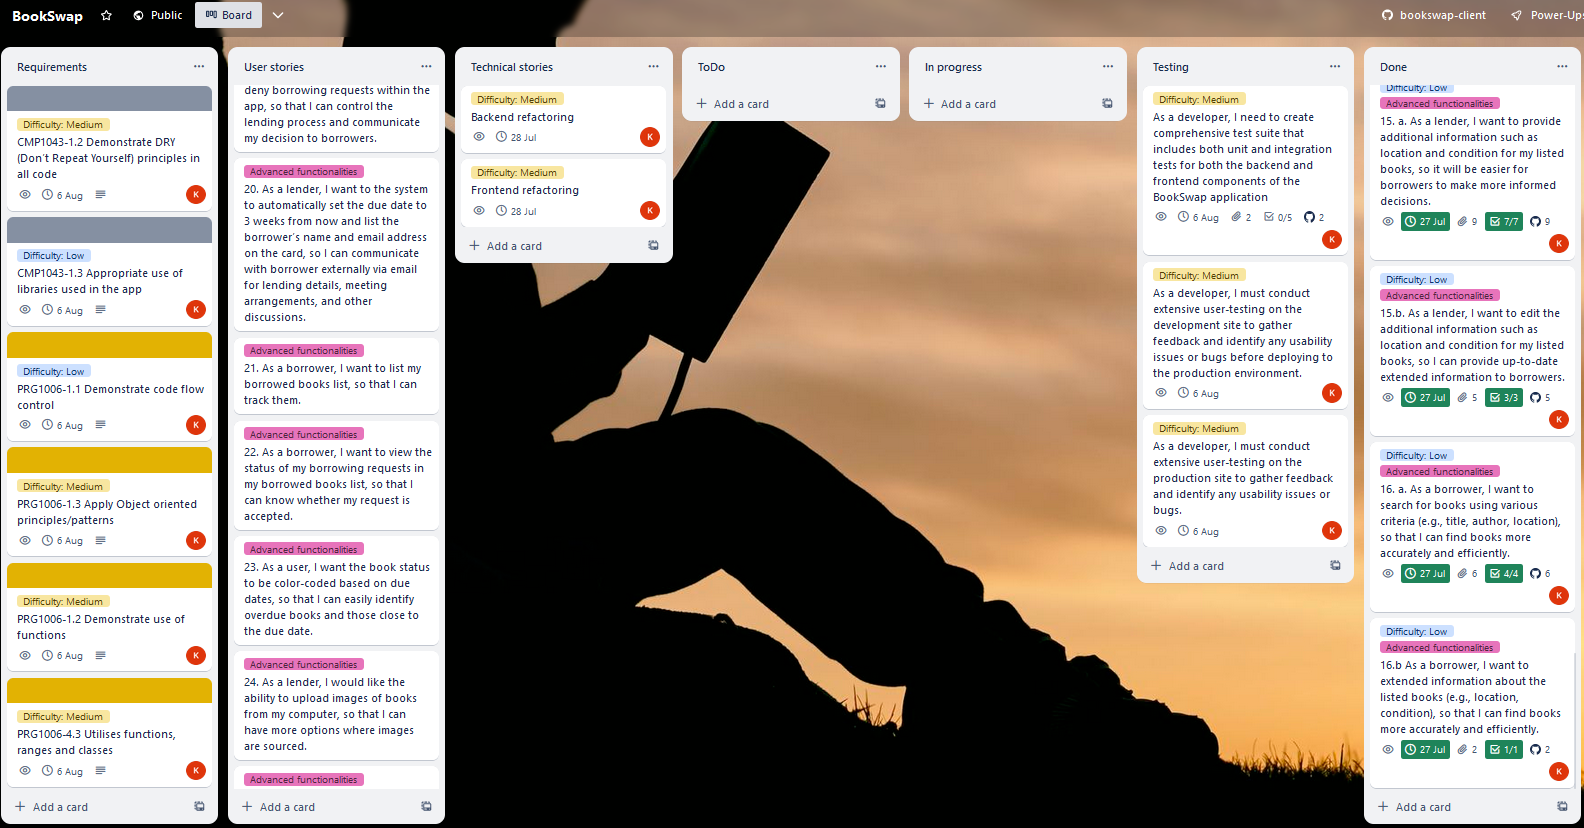 BookSwap
Public
Board
bookswap-client
Power-Ups
Requirements
Difficulty: Medium
CMP1043-1.2 Demonstrate DRY
(Don't Repeat Yourself) principles in
all code
6 Aug
K
Difficulty: Low
CMP1043-1.3 Appropriate use of
libraries used in the app
6 Aug
K
Difficulty: Low
PRG1006-1.1 Demonstrate code flow
control
6 Aug
K
Difficulty: Medium
PRG1006-1.3 Apply Object oriented
principles/patterns
6 Aug
K
Difficulty: Medium
PRG1006-1.2 Demonstrate use of
functions
6 Aug
K
Difficulty: Medium
PRG1006-4.3 Utilises functions,
ranges and classes
6 Aug
K
Add a card
User stories
deny borrowing requests within the
app, so that I can control the
lending process and communicate
my decision to borrowers.
Advanced functionalities
20. As a lender, I want to the system
to automatically set the due date to
3 weeks from now and list the
borrower's name and email address
on the card, so I can communicate
with borrower externally via email
for lending details, meeting
arrangements, and other
discussions.
Advanced functionalities
21. As a borrower, I want to list my
borrowed books list, so that I can
track them.
Advanced functionalities
22. As a borrower, I want to view the
status of my borrowing requests in
my borrowed books list, so that I
can know whether my request is
accepted.
Advanced functionalities
23. As a user, I want the book status
to be color-coded based on due
dates, so that I can easily identify
overdue books and those close to
the due date.
Advanced functionalities
24. As a lender, I would like the
ability to upload images of books
from my computer, so that I can
have more options where images
are sourced.
Advanced functionalities
Add a card
Technical stories
Difficulty: Medium
Backend refactoring
28 Jul
K
Difficulty: Medium
Frontend refactoring
28 Jul
K
Add a card
ToDo
Add a card
In progress
Add a card
Testing
Difficulty: Medium
As a developer, I need to create
comprehensive test suite that
includes both unit and integration
tests for both the backend and
frontend components of the
BookSwap application
6 Aug 2 0/5 2
K
Difficulty: Medium
As a developer, I must conduct
extensive user-testing on the
development site to gather
feedback and identify any usability
issues or bugs before deploying to
the production environment.
6 Aug
K
Difficulty: Medium
As a developer, I must conduct
extensive user-testing on the
production site to gather feedback
and identify any usability issues or
bugs.
6 Aug
K
Add a card
Done
Difficulty: Low
Advanced functionalities
15. a. As a lender, I want to provide
additional information such as
location and condition for my listed
books, so it will be easier for
borrowers to make more informed
decisions.
27 Jul 9 7/7 9
K
Difficulty: Low
Advanced functionalities
15.b. As a lender, I want to edit the
additional information such as
location and condition for my listed
books, so I can provide up-to-date
extended information to borrowers.
27 Jul 5 3/3 5
K
Difficulty: Low
Advanced functionalities
16. a. As a borrower, I want to
search for books using various
criteria (e.g., title, author, location),
so that I can find books more
accurately and efficiently.
27 Jul 6 4/4 6
K
Difficulty: Low
Advanced functionalities
16.b As a borrower, I want to
extended information about the
listed books (e.g., location,
condition), so that I can find books
more accurately and efficiently.
27 Jul 2 1/1 2
K
Add a card